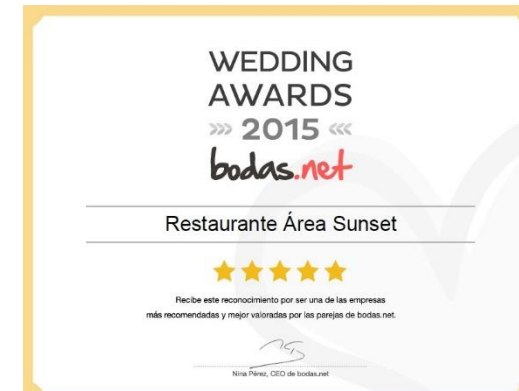 WEDDING
AWARDS
2015
bodas.net
Restaurante Área Sunset
Recibe este reconocimiento por ser una de las empresas
más recomendadas y mejor valoradas por las parejas de bodas.net.
Nina Pérez, CEO de bodas.net